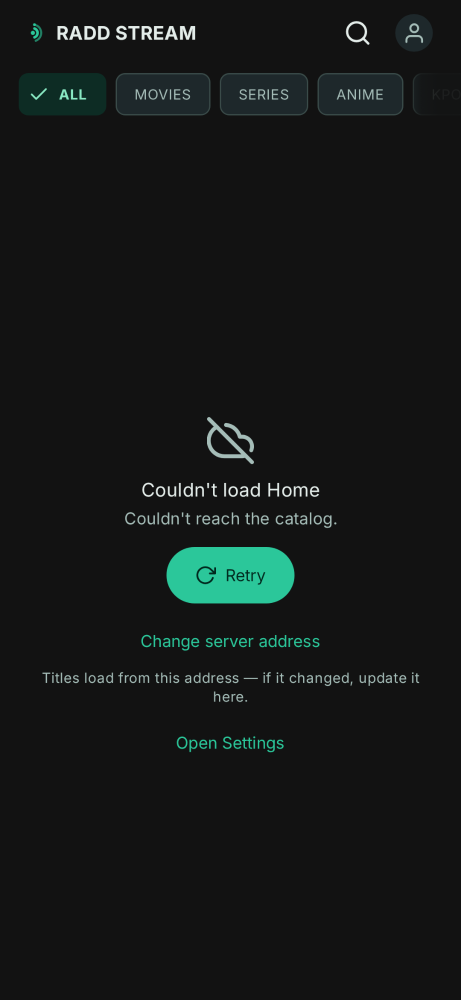 RADD STREAM
ALL MOVIES SERIES ANIME
Couldn't load Home
Couldn't reach the catalog.
Retry
Change server address
Titles load from this address — if it changed, update it
here.
Open Settings